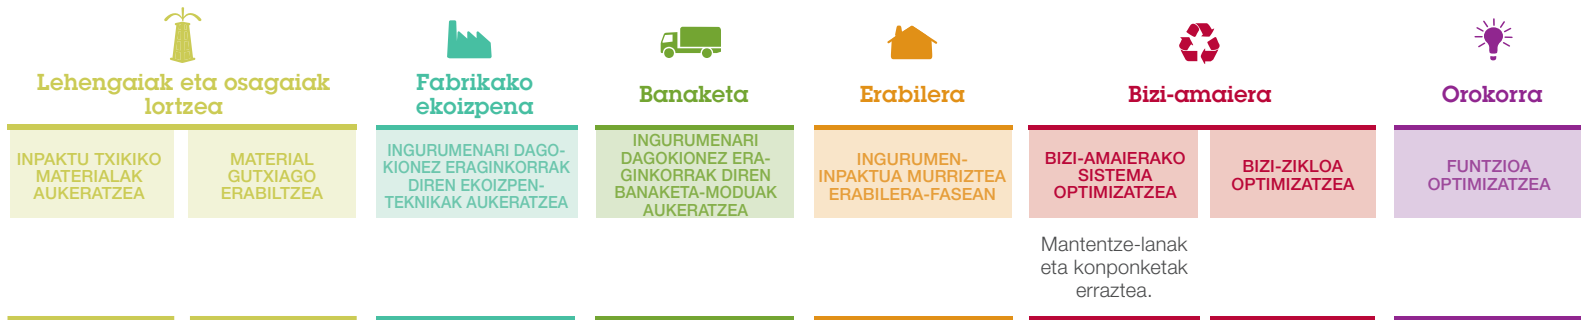 Lehengaiak eta osagaiak
lortzea
Fabrikako
ekoizpena
Banaketa
Erabilera
Bizi-amaiera
Orokorra
INPAKTU TXIKIKO
MATERIALAK
AUKERATZEA
MATERIAL
GUTXIAGO
ERABILTZEA
INGURUMENARI DAGO-
KIONEZ ERAGINKORRAK
DIREN EKOIZPEN-
TEKNIKAK AUKERATZEA
INGURUMENARI
DAGOKIONEZ ERA-
GINKORRAK DIREN
BANAKETA-MODUAK
AUKERATZEA
INGURUMEN-
INPAKTUA MURRIZTEA
ERABILERA-FASEAN
BIZI-AMAIERAKO
SISTEMA
OPTIMIZATZEA
BIZI-ZIKLOA
OPTIMIZATZEA
FUNTZIOA
OPTIMIZATZEA
Mantentze-lanak
eta konponketak
erraztea.